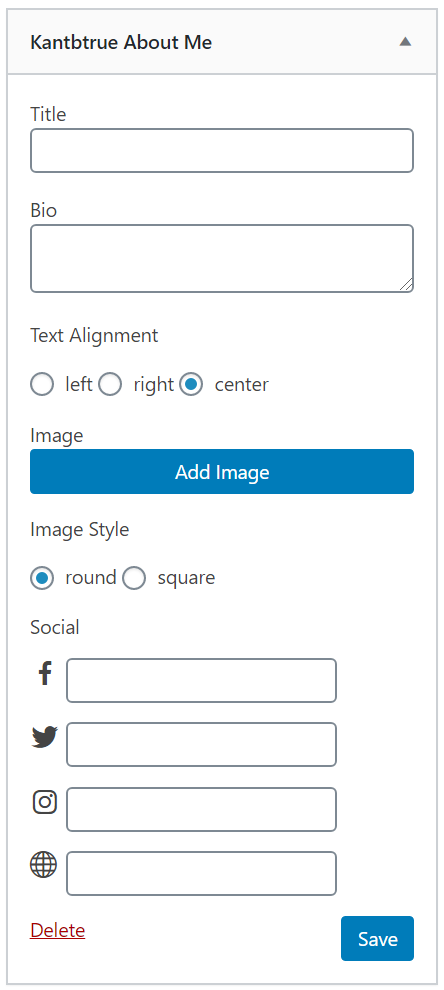 Kantbtrue About Me
Title
Bio
Text Alignment
left right center
Image
Add Image
Image Style
round square
Social
Delete Save